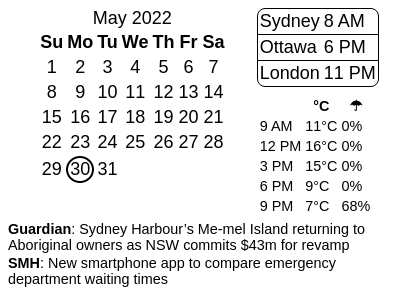 May 2022
Su Mo Tu We Th Fr Sa
1 2 3 4 5 6 7
8 9 10 11 12 13 14
15 16 17 18 19 20 21
22 23 24 25 26 27 28
29 30 31
Sydney 8 AM
Ottawa 6 PM
London 11 PM
°C ☂
9 AM 11°C 0%
12 PM 16°C 0%
3 PM 15°C 0%
6 PM 9°C 0%
9 PM 7°C 68%
Guardian: Sydney Harbour’s Me-mel Island returning to
Aboriginal owners as NSW commits $43m for revamp
SMH: New smartphone app to compare emergency
department waiting times